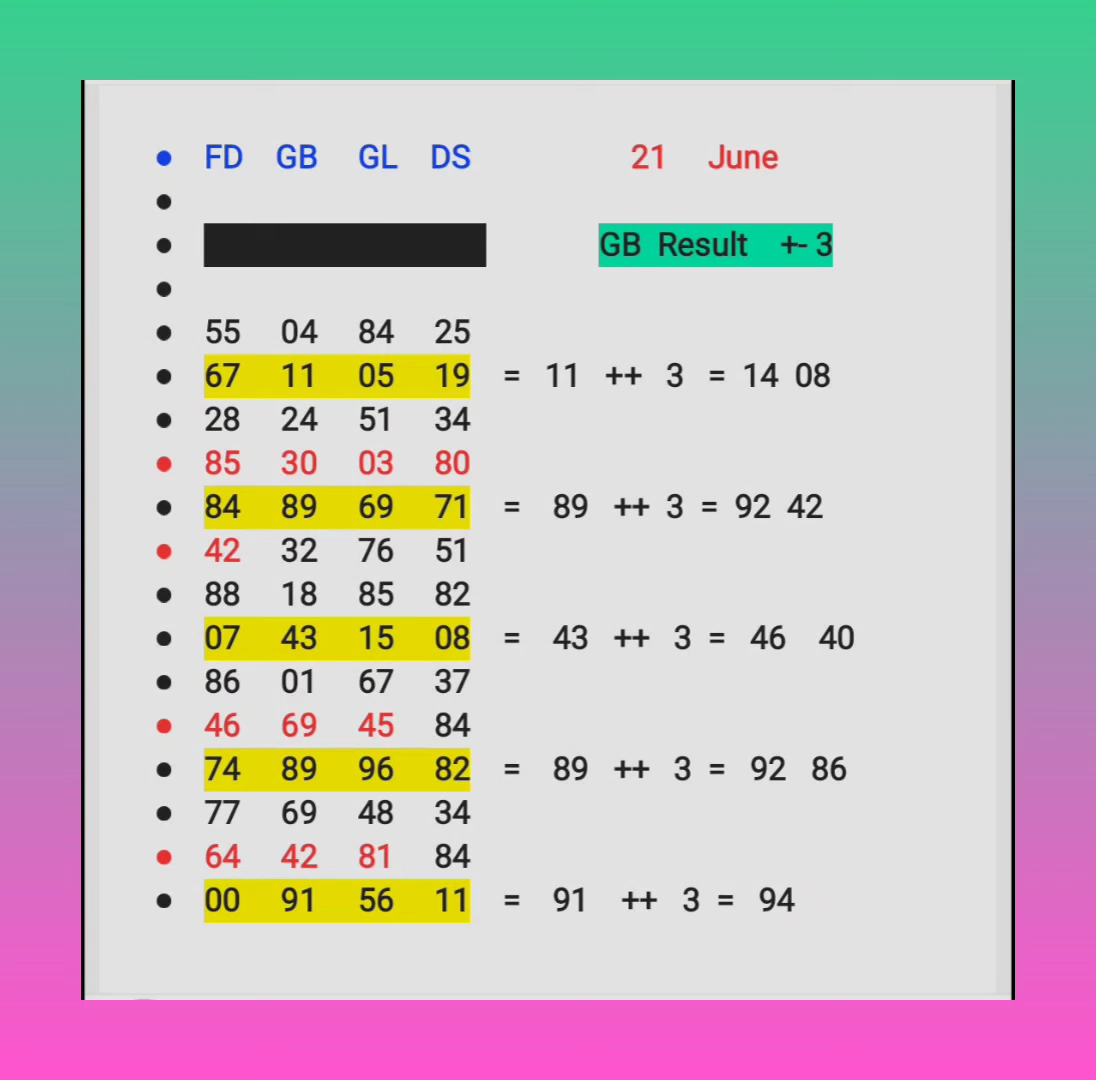 FD GB GL DS 21 June
GB Result +- 3
55 04 84 25
67 11 05 19 = 11 ++ 3 = 14 08
28 24 51 34
85 30 03 80
84 89 69 71 = 89 ++ 3 = 92 42
42 32 76 51
88 18 85 82
07 43 15 08 = 43 ++ 3 = 46 40
86 01 67 37
46 69 45 84
74 89 96 82 = 89 ++ 3 = 92 86
77 69 48 34
64 42 81 84
00 91 56 11 = 91 ++ 3 = 94